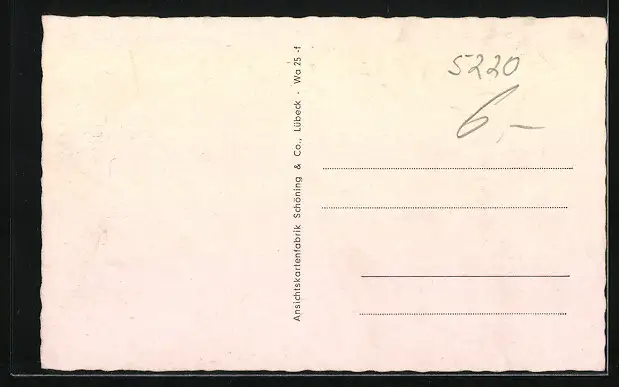 Ansichtskartenfabrik Schöning & Co., Lübeck · Wa 25 -f
5220
6,–